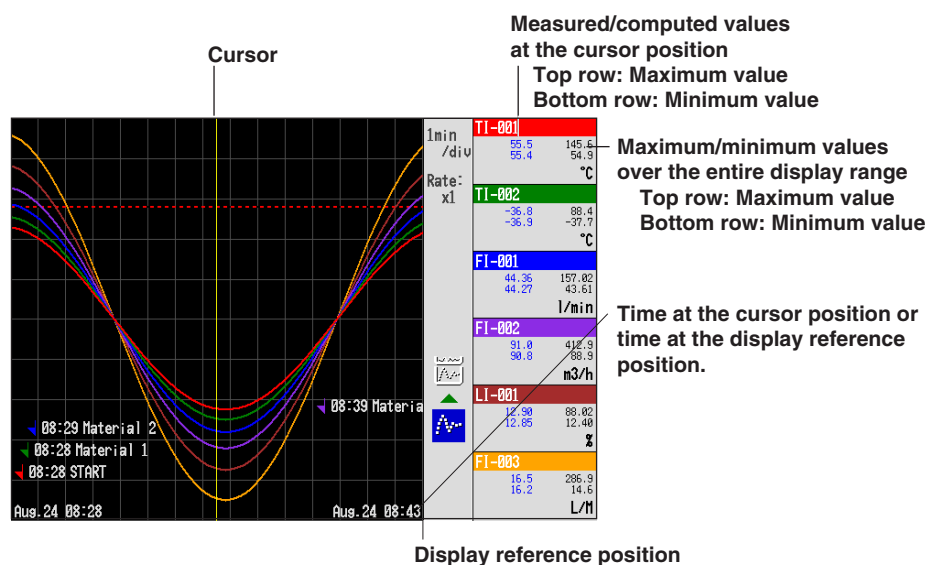 Measured/computed values
at the cursor position
Top row: Maximum value
Bottom row: Minimum value
Cursor
1min
/div
Rate:
x1
TI-001
55.5 145.6
55.4 54.9
°C
TI-002
-36.8 88.4
-36.9 -37.7
°C
FI-001
44.36 157.02
44.27 43.61
l/min
FI-002
91.0 412.9
90.8 88.9
m3/h
LI-001
12.90 88.02
12.85 12.40
%
FI-003
16.5 286.9
16.2 14.6
L/M
Maximum/minimum values
over the entire display range
Top row: Maximum value
Bottom row: Minimum value
Time at the cursor position or
time at the display reference
position.
08:39 Materia
08:29 Material 2
08:28 Material 1
08:28 START
Aug.24 08:28
Aug.24 08:43
Display reference position